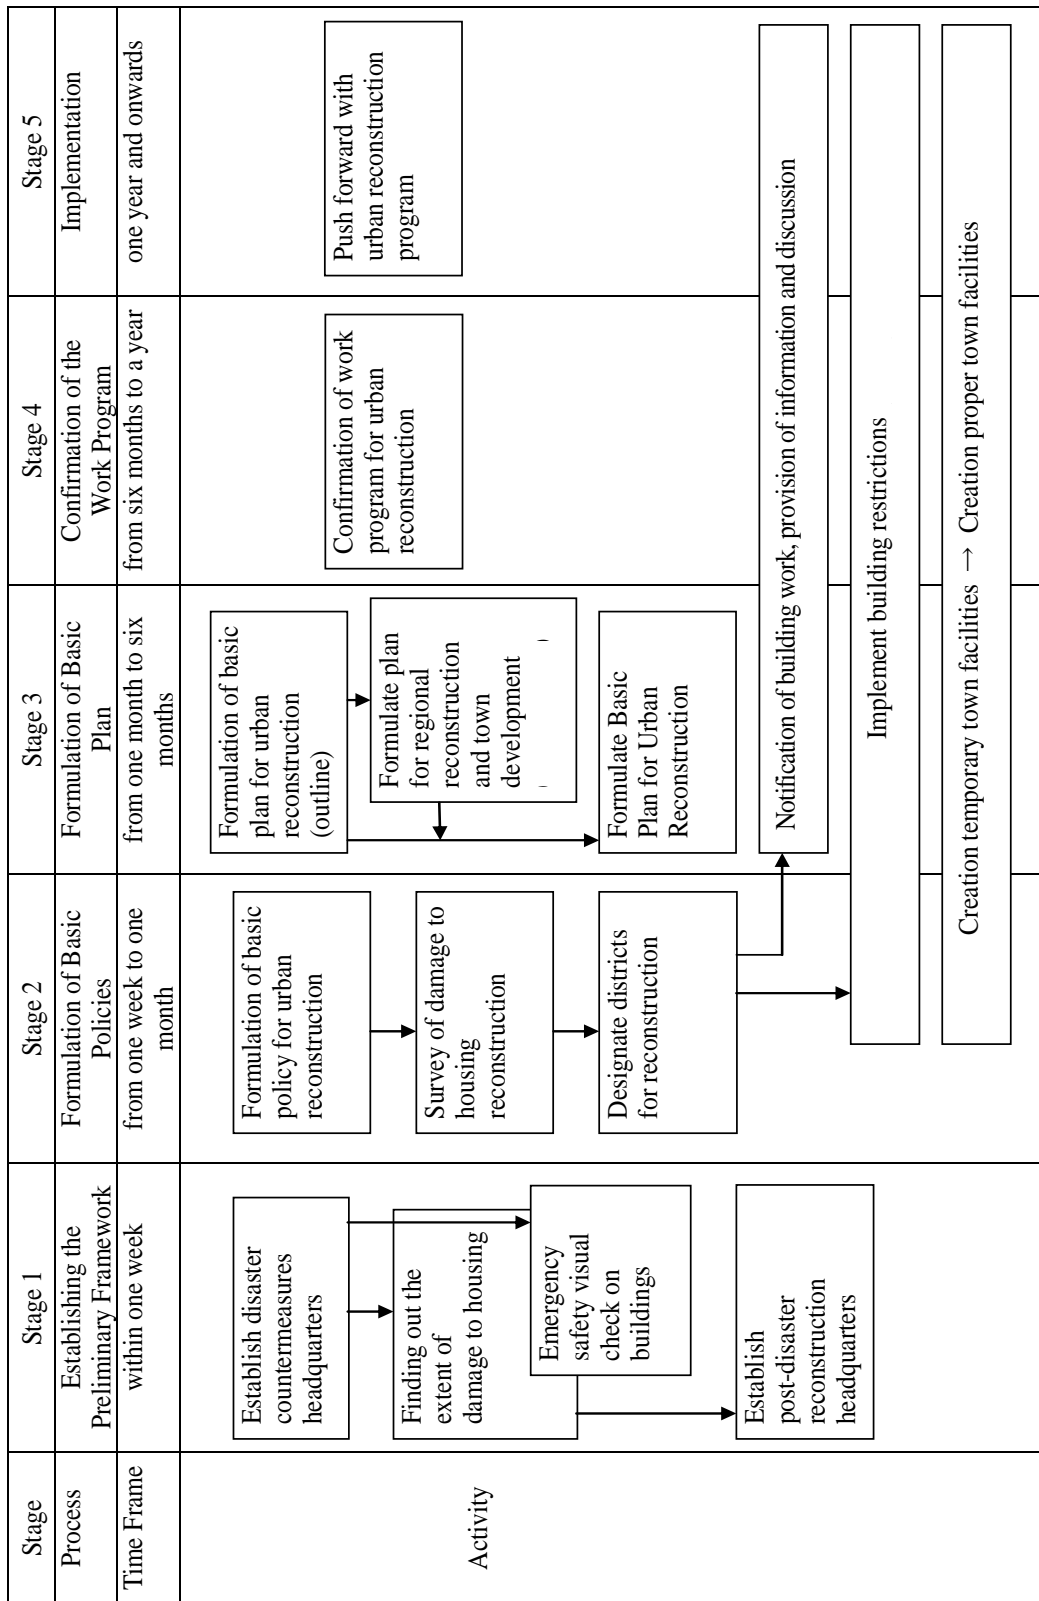 Stage
Stage 1
Stage 2
Stage 3
Stage 4
Stage 5
Process
Establishing the
Preliminary Framework
Formulation of Basic
Policies
Formulation of Basic
Plan
Confirmation of the
Work Program
Implementation
Time Frame
within one week
from one week to one
month
from one month to six
months
from six months to a year
one year and onwards
Activity
Establish disaster
countermeasures
headquarters
Finding out the
extent of
damage to housing
Emergency
safety visual
check on
buildings
Establish
post-disaster
reconstruction
headquarters
Formulation of basic
policy for urban
reconstruction
Survey of damage to
housing
reconstruction
Designate districts
for reconstruction
Formulation of basic
plan for urban
reconstruction
(outline)
Formulate plan
for regional
reconstruction
and town
development
Formulate Basic
Plan for Urban
Reconstruction
Confirmation of work
program for urban
reconstruction
Push forward with
urban reconstruction
program
Notification of building work, provision of information and discussion
Implement building restrictions
Creation temporary town facilities → Creation proper town facilities